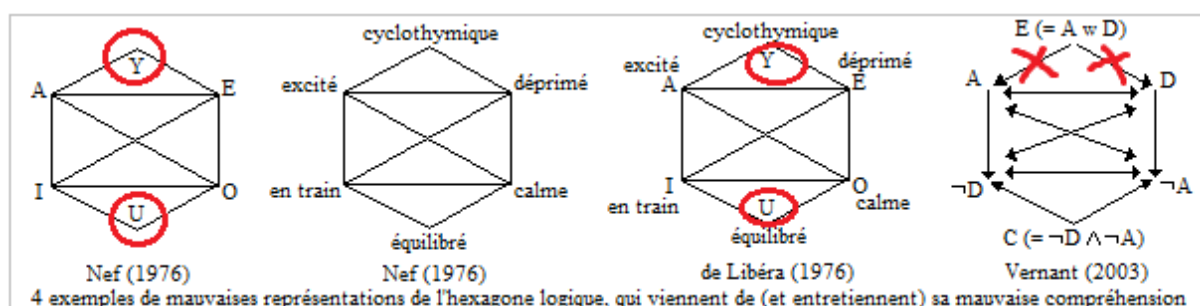 Y
A E
I O
U
Nef (1976)
cyclothymique
excité déprimé
en train calme
équilibré
Nef (1976)
cyclothymique
excité Y déprimé
A E
I O
en train U calme
équilibré
de Libéra (1976)
E (= A w D)
A D
¬D ¬A
C (= ¬D ∧ ¬A)
Vernant (2003)
4 exemples de mauvaises représentations de l'hexagone logique, qui viennent de (et entretiennent) sa mauvaise compréhension